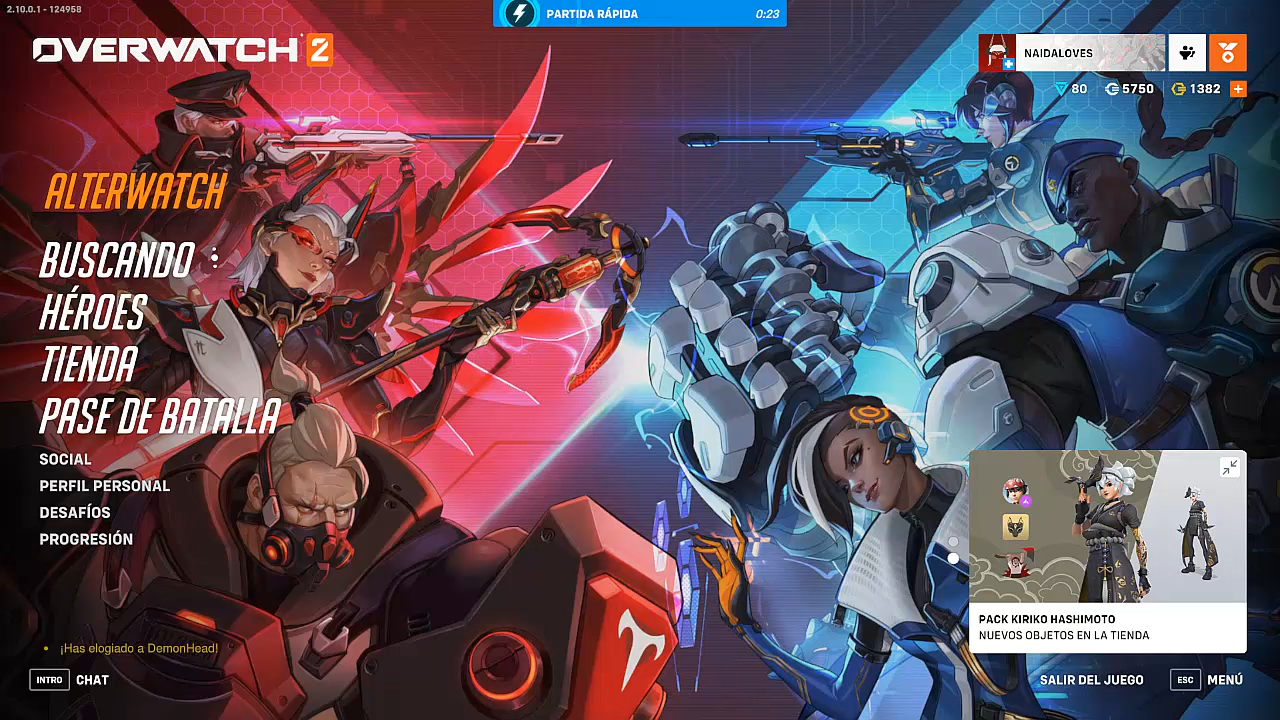 2.10.0.1 - 124958
PARTIDA RÁPIDA 0:23
OVERWATCH 2
NAIDALOVES
80 5750 1382 +
ALTERWATCH
BUSCANDO
HÉROES
TIENDA
PASE DE BATALLA
SOCIAL
PERFIL PERSONAL
DESAFÍOS
PROGRESIÓN
PACK KIRIKO HASHIMOTO
NUEVOS OBJETOS EN LA TIENDA
¡Has elogiado a DemonHead!
INTRO CHAT
SALIR DEL JUEGO ESC MENÚ